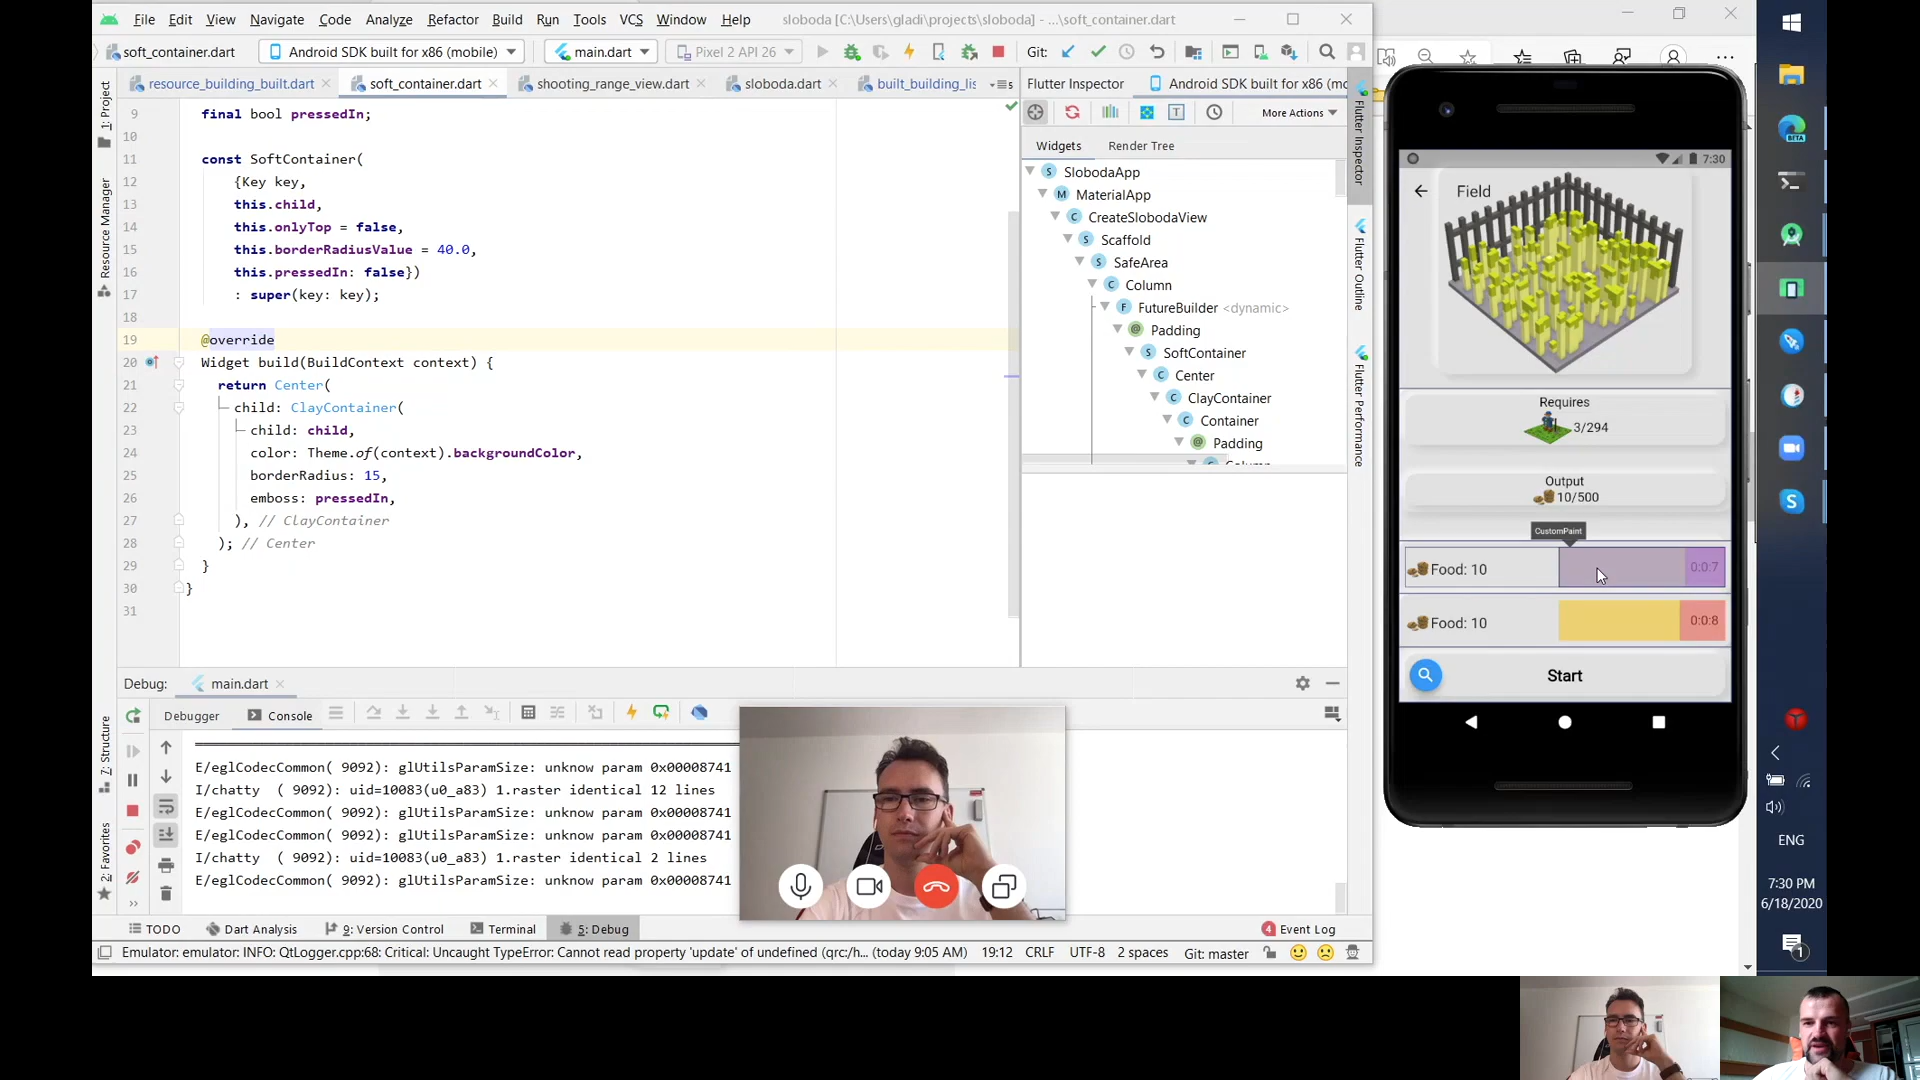 File Edit View Navigate Code Analyze Refactor Build Run Tools VCS Window Help sloboda [C:\Users\gladi\projects\sloboda] - ...\soft_container.dart
soft_container.dart Android SDK built for x86 (mobile) main.dart Pixel 2 API 26 Git:
resource_building_built.dart soft_container.dart shooting_range_view.dart sloboda.dart built_building_lis
9 final bool pressedIn;
10
11 const SoftContainer(
12 {Key key,
13 this.child,
14 this.onlyTop = false,
15 this.borderRadiusValue = 40.0,
16 this.pressedIn: false})
17 : super(key: key);
18
19 @override
20 Widget build(BuildContext context) {
21 return Center(
22 child: ClayContainer(
23 child: child,
24 color: Theme.of(context).backgroundColor,
25 borderRadius: 15,
26 emboss: pressedIn,
27 ), // ClayContainer
28 ); // Center
29 }
30 }
31
1: Project
Resource Manager
7: Structure
2: Favorites
Flutter Inspector Android SDK built for x86 (mo
More Actions
Widgets Render Tree
S SlobodaApp
M MaterialApp
C CreateSlobodaView
S Scaffold
S SafeArea
C Column
F FutureBuilder <dynamic>
Padding
S SoftContainer
C Center
C ClayContainer
C Container
Padding
Column
Flutter Inspector
Flutter Outline
Flutter Performance
Debug: main.dart
Debugger Console
E/eglCodecCommon( 9092): glUtilsParamSize: unknow param 0x00008741
I/chatty ( 9092): uid=10083(u0_a83) 1.raster identical 12 lines
E/eglCodecCommon( 9092): glUtilsParamSize: unknow param 0x00008741
E/eglCodecCommon( 9092): glUtilsParamSize: unknow param 0x00008741
I/chatty ( 9092): uid=10083(u0_a83) 1.raster identical 2 lines
E/eglCodecCommon( 9092): glUtilsParamSize: unknow param 0x00008741
TODO Dart Analysis 9: Version Control Terminal 5: Debug 4 Event Log
Emulator: emulator: INFO: QtLogger.cpp:68: Critical: Uncaught TypeError: Cannot read property 'update' of undefined (qrc:/h... (today 9:05 AM) 19:12 CRLF UTF-8 2 spaces Git: master
7:30
Field
Requires
3/294
Output
10/500
CustomPaint
Food: 10 0:0:7
Food: 10 0:0:8
Start
BETA
S
ENG
7:30 PM
6/18/2020
1